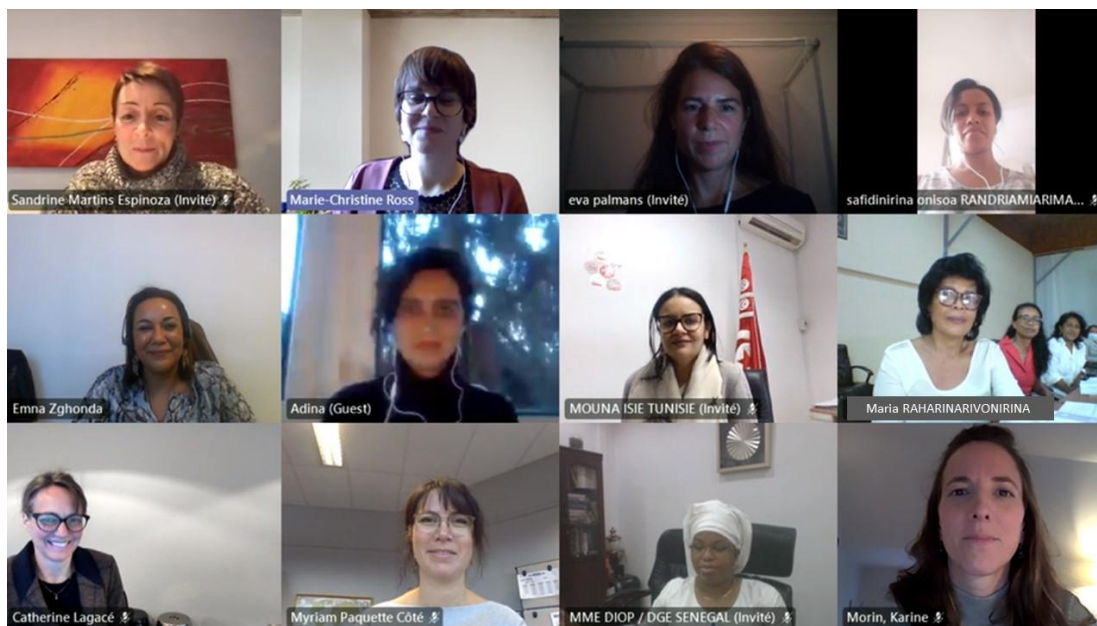 Sandrine Martins Espinoza (Invité)
Marie-Christine Ross
eva palmans (Invité)
safidinirina onisoa RANDRIAMIARIMA...
Emna Zghonda
Adina (Guest)
MOUNA ISIE TUNISIE (Invité)
Maria RAHARINARIVONIRINA
Catherine Lagacé
Myriam Paquette Côté
MME DIOP / DGE SENEGAL (Invité)
Morin, Karine